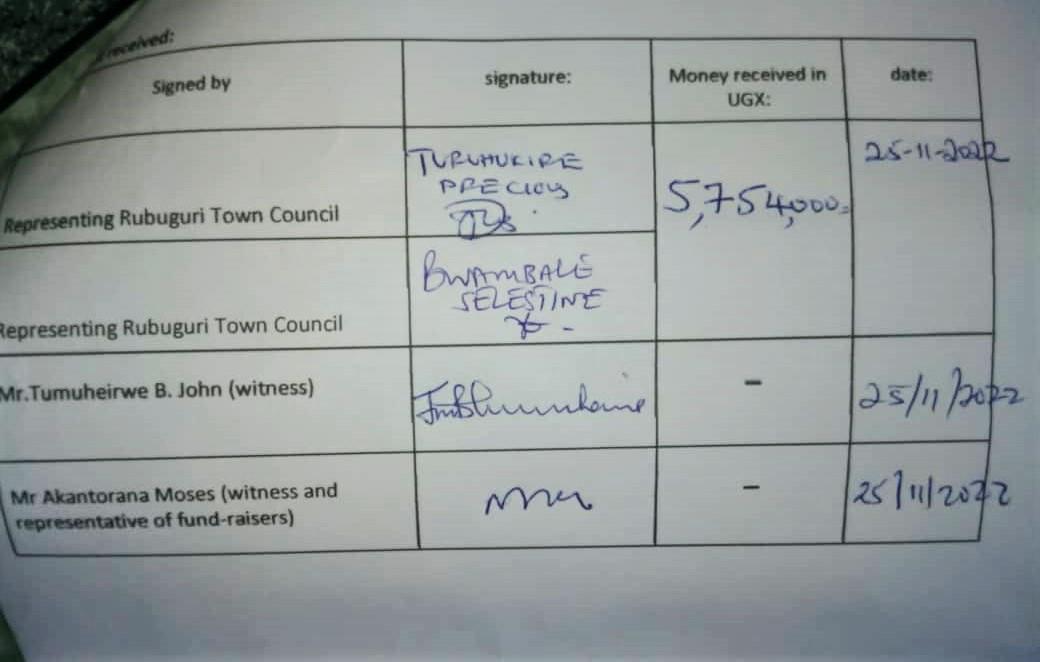 received:
Signed by
signature:
Money received in
UGX:
date:
Representing Rubuguri Town Council
TURUHUKIRE
PRECIOUS
5,754,000=
25-11-2022
Representing Rubuguri Town Council
BWAMBALE
SELESTINE
Mr.Tumuheirwe B. John (witness)
-
25/11/2022
Mr Akantorana Moses (witness and
representative of fund-raisers)
-
25/11/2022